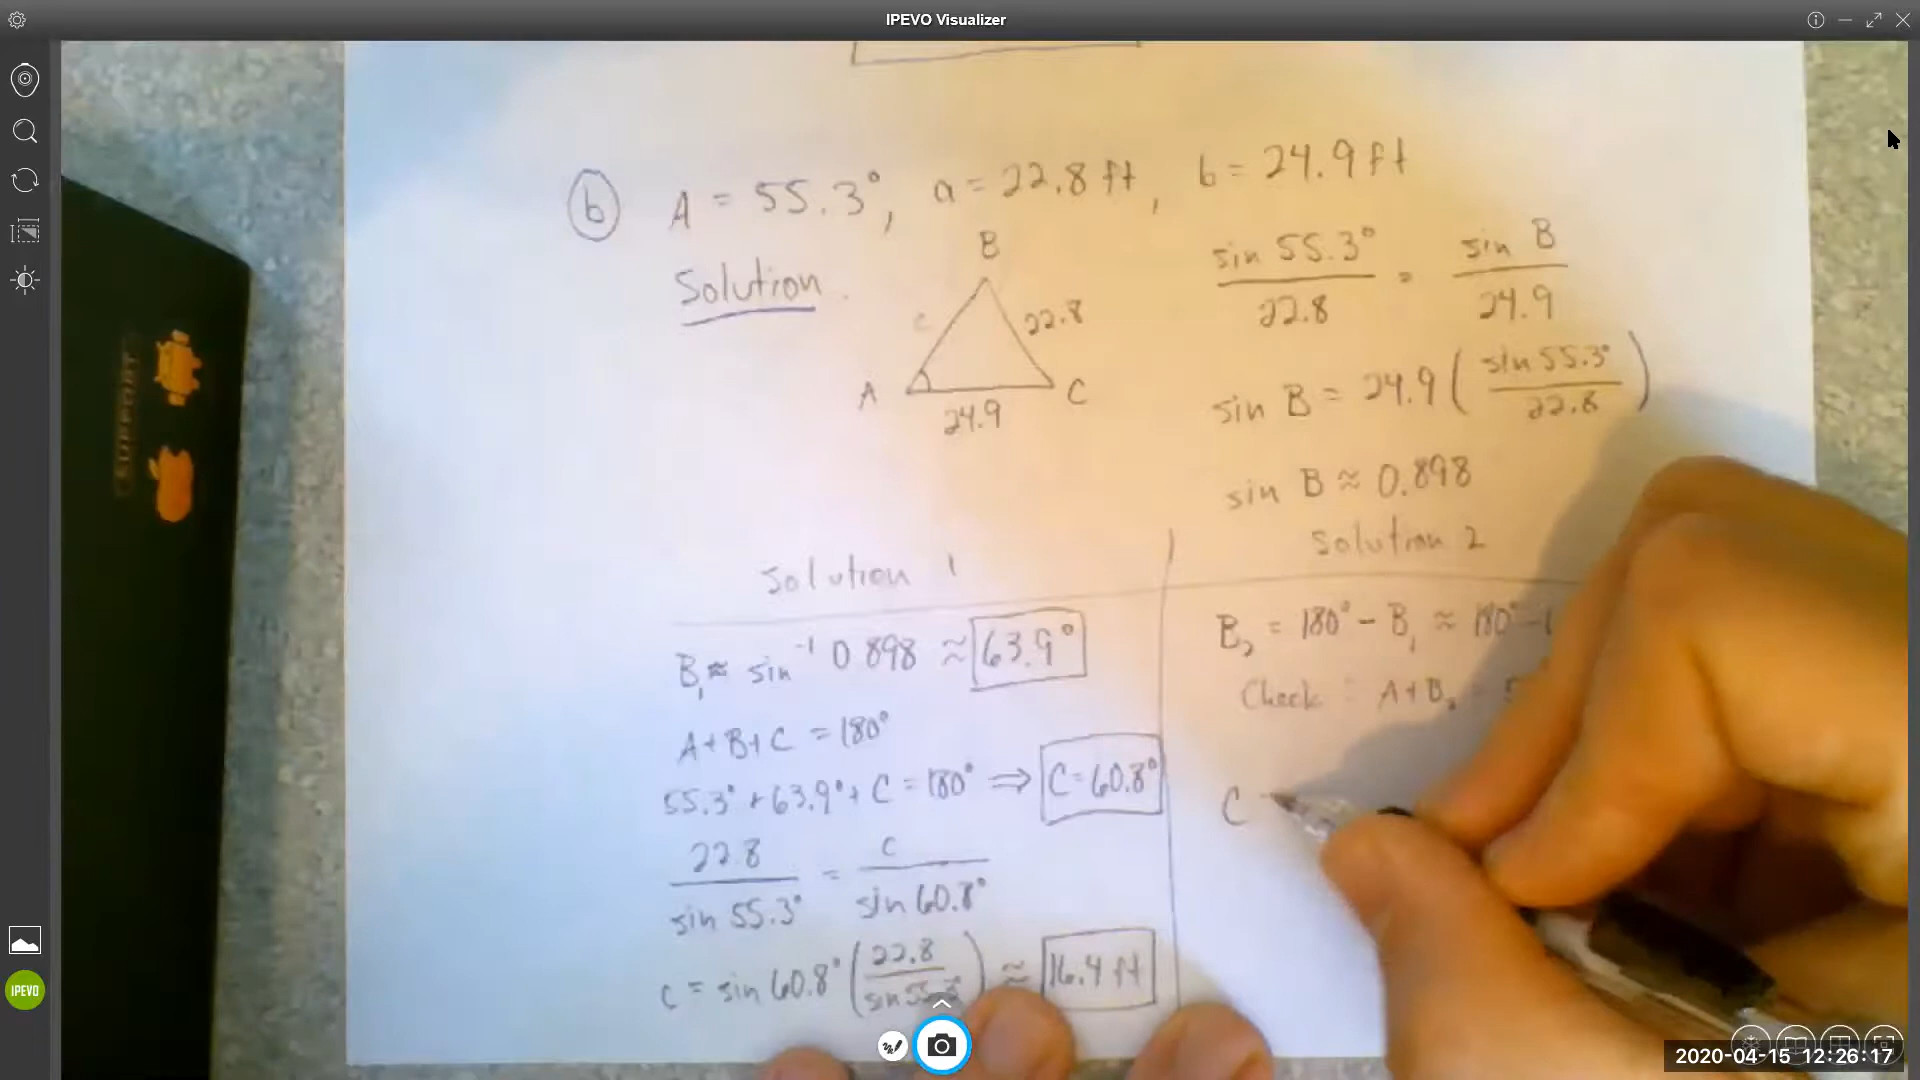 IPEVO Visualizer
b A = 55.3°, a = 22.8 ft, b = 24.9 ft
Solution
B
c 22.8
A C
24.9
sin 55.3° / 22.8 = sin B / 24.9
sin B = 24.9 ( sin 55.3° / 22.8 )
sin B ≈ 0.898
Solution 1
B₁ ≈ sin⁻¹ 0.898 ≈ 63.9°
A + B + C = 180°
55.3° + 63.9° + C = 180° ⇒ C = 60.8°
22.8 / sin 55.3° = c / sin 60.8°
c = sin 60.8° ( 22.8 / sin 55.3° ) ≈ 16.4 ft
Solution 2
B₂ = 180° - B₁ ≈ 180° -
Check : A + B₂ =
C
IPEVO
2020-04-15 12:26:17